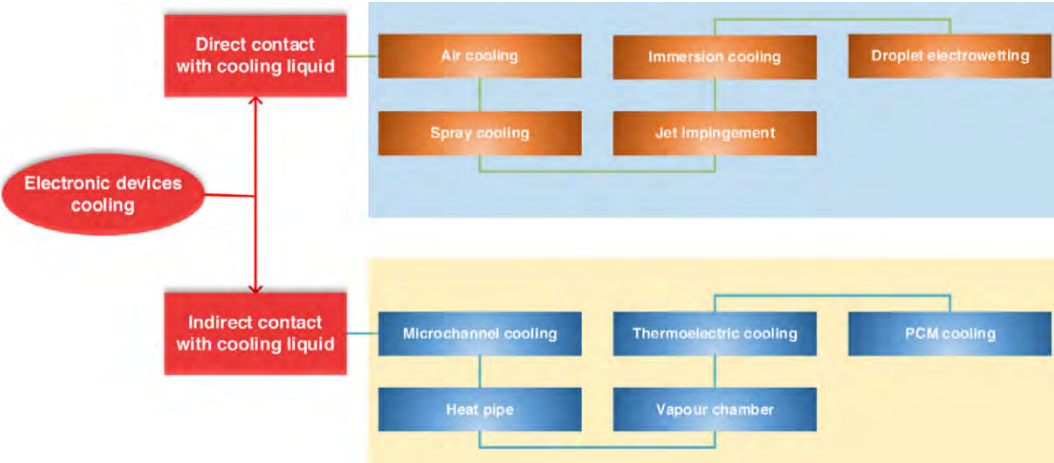 Direct contact
with cooling liquid
Air cooling
Immersion cooling
Droplet electrowetting
Spray cooling
Jet Impingement
Electronic devices
cooling
Indirect contact
with cooling liquid
Microchannel cooling
Thermoelectric cooling
PCM cooling
Heat pipe
Vapour chamber